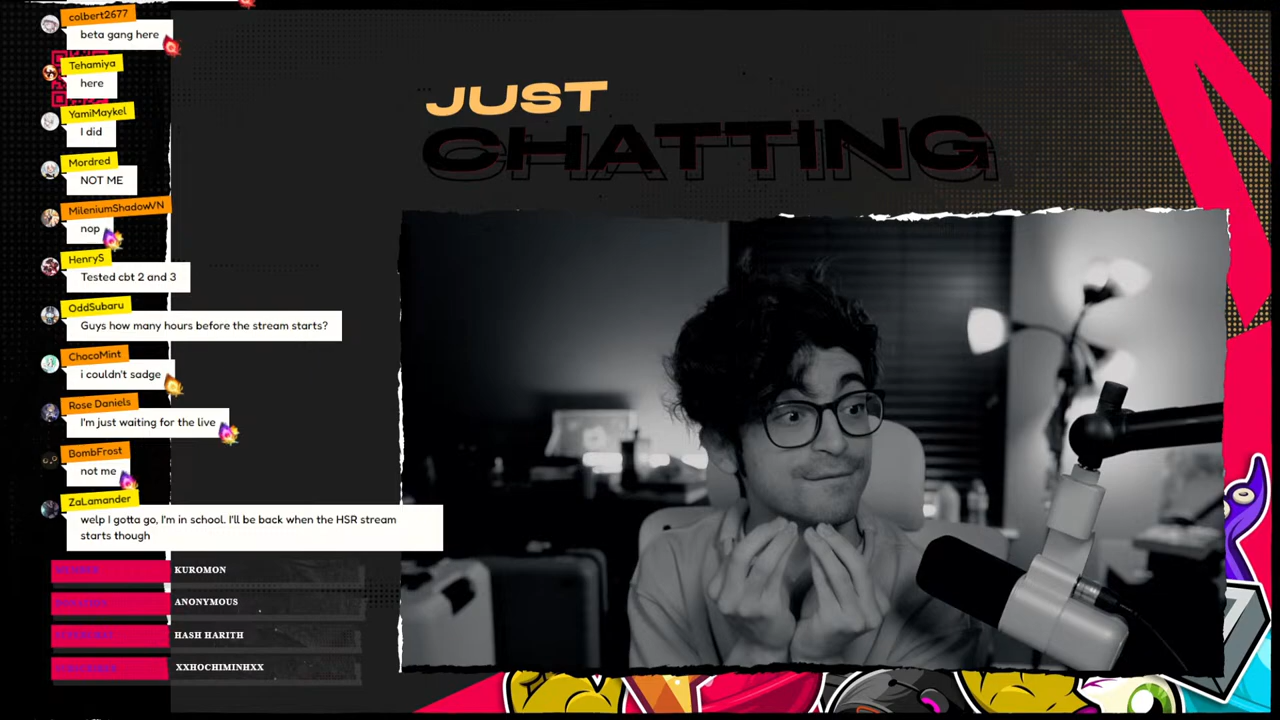 colbert2677
beta gang here
Tehamiya
here
YamiMaykel
I did
Mordred
NOT ME
MileniumShadowVN
nop
HenryS
Tested cbt 2 and 3
OddSubaru
Guys how many hours before the stream starts?
ChocoMint
i couldn't sadge
Rose Daniels
I'm just waiting for the live
BombFrost
not me
ZaLamander
welp I gotta go, I'm in school. I'll be back when the HSR stream
starts though
KUROMON
ANONYMOUS
HASH HARITH
XXHOCHIMINHXX
JUST
CHATTING